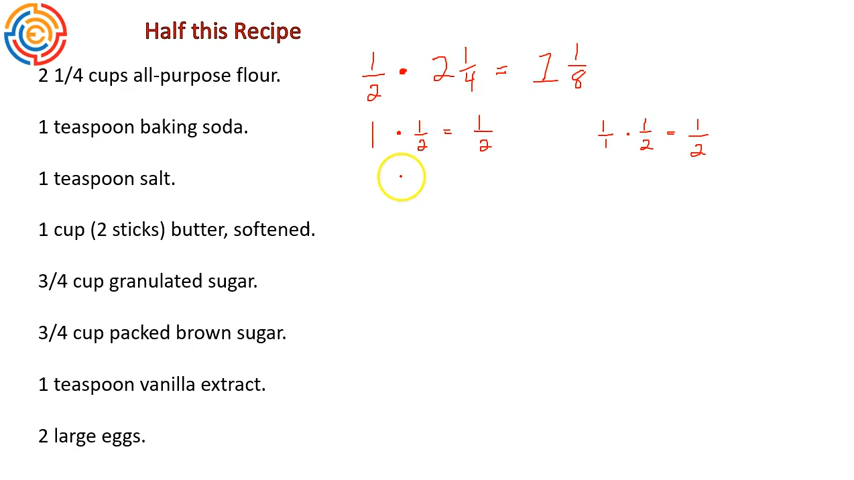 Half this Recipe
2 1/4 cups all-purpose flour.
1/2 · 2 1/4 = 1 1/8
1 teaspoon baking soda.
1 · 1/2 = 1/2
1/1 · 1/2 = 1/2
1 teaspoon salt.
1 cup (2 sticks) butter, softened.
3/4 cup granulated sugar.
3/4 cup packed brown sugar.
1 teaspoon vanilla extract.
2 large eggs.